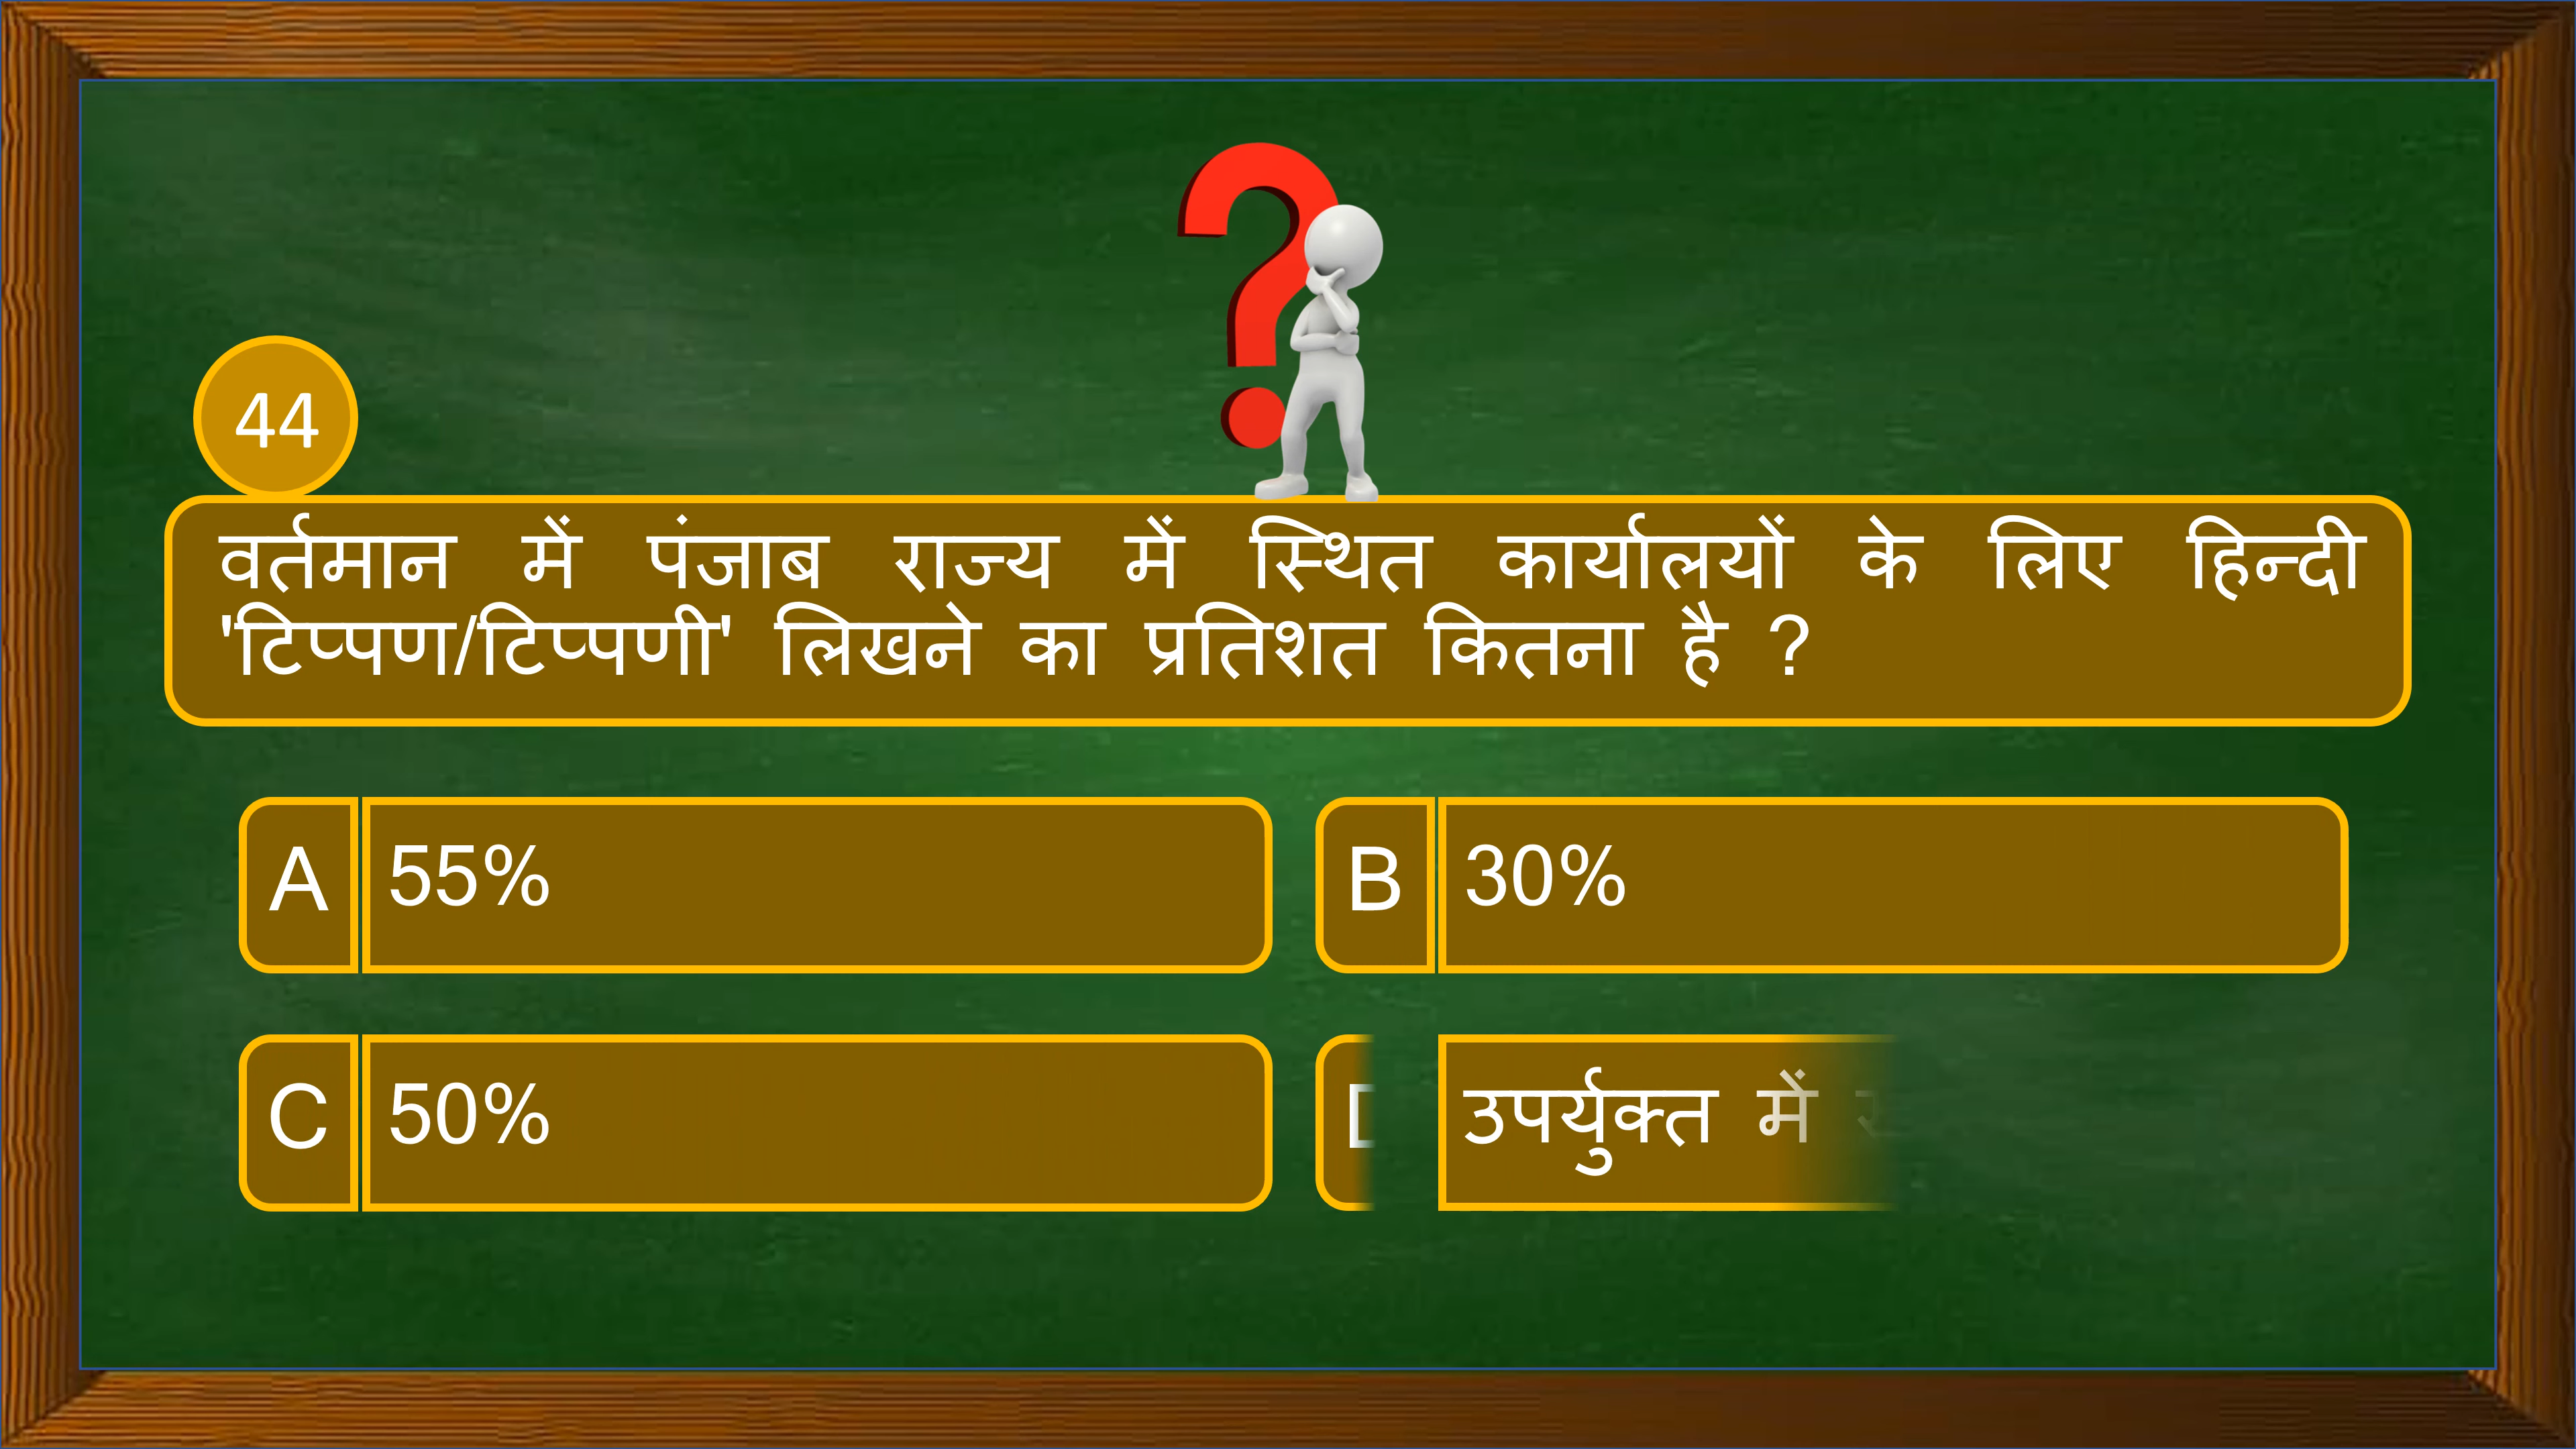 44
वर्तमान में पंजाब राज्य में स्थित कार्यालयों के लिए हिन्दी
'टिप्पण/टिप्पणी' लिखने का प्रतिशत कितना है ?
A 55%
B 30%
C 50%
उपर्युक्त में